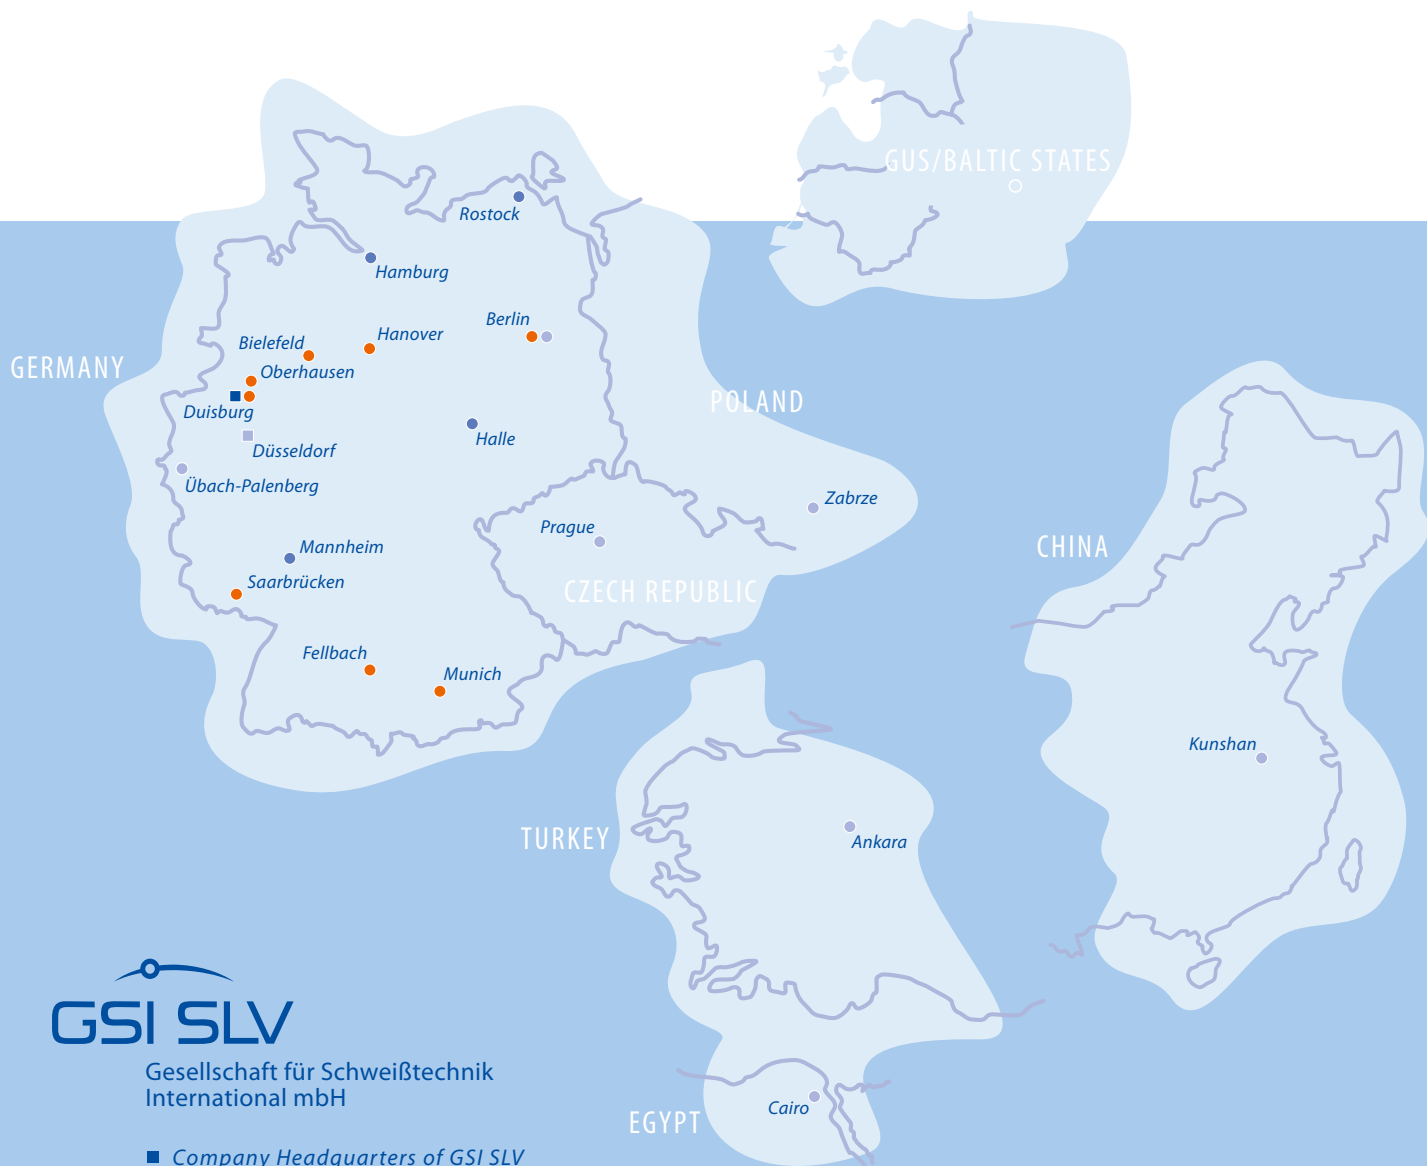 GUS/BALTIC STATES
Rostock
Hamburg
Berlin
Hanover
Bielefeld
GERMANY
Oberhausen
POLAND
Duisburg
Halle
Düsseldorf
Übach-Palenberg
Zabrze
Prague
CHINA
Mannheim
Saarbrücken
CZECH REPUBLIC
Fellbach
Munich
Kunshan
TURKEY
Ankara
GSI SLV
Gesellschaft für Schweißtechnik
International mbH
Cairo
EGYPT
Company Headquarters of GSI SLV